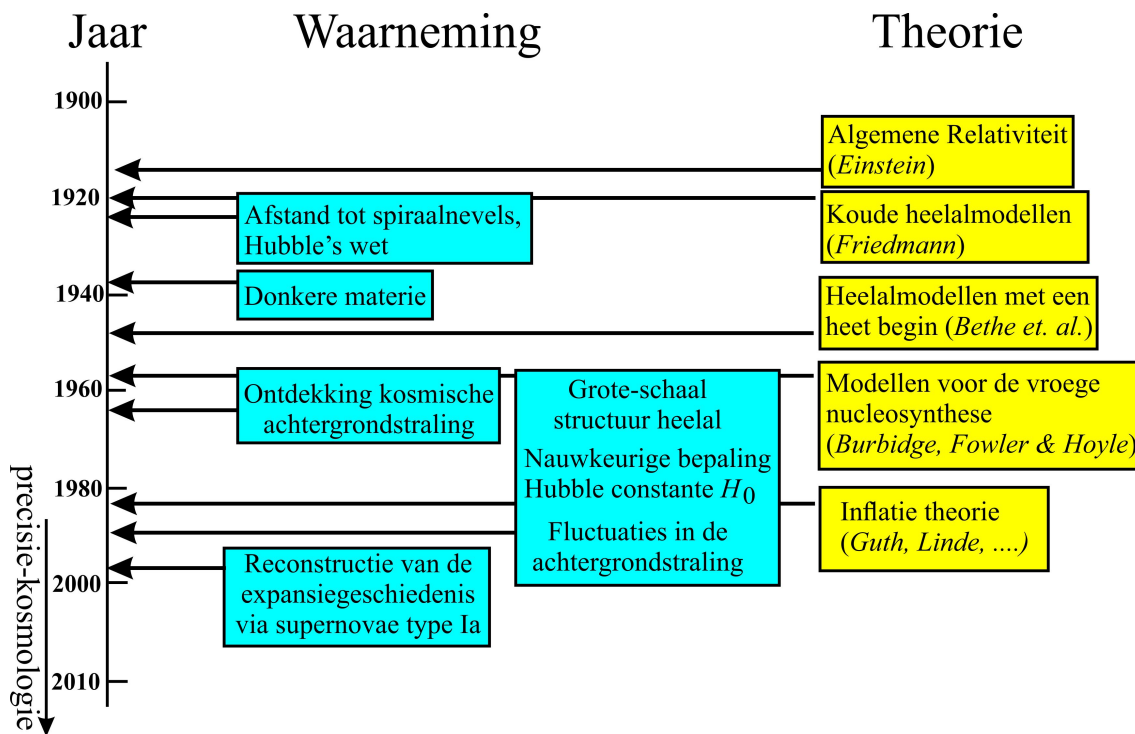 Jaar
Waarneming
Theorie
1900
1920
1940
1960
1980
2000
2010
precisie-kosmologie
Afstand tot spiraalnevels,
Hubble's wet
Donkere materie
Ontdekking kosmische
achtergrondstraling
Grote-schaal
structuur heelal
Nauwkeurige bepaling
Hubble constante H0
Fluctuaties in de
achtergrondstraling
Reconstructie van de
expansiegeschiedenis
via supernovae type Ia
Algemene Relativiteit
(Einstein)
Koude heelalmodellen
(Friedmann)
Heelalmodellen met een
heet begin (Bethe et. al.)
Modellen voor de vroege
nucleosynthese
(Burbidge, Fowler & Hoyle)
Inflatie theorie
(Guth, Linde, ....)